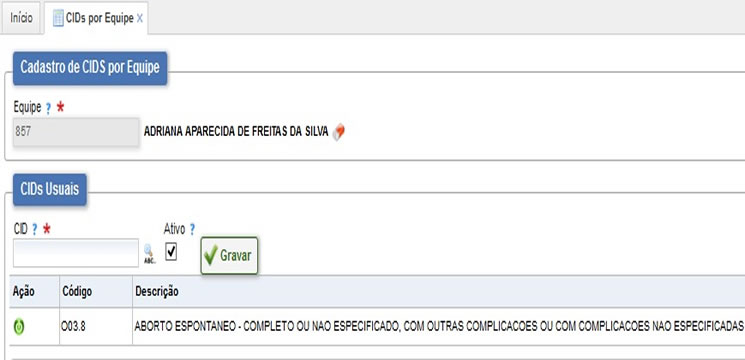 Início CIDs por Equipe x
Cadastro de CIDS por Equipe
Equipe ? *
857 ADRIANA APARECIDA DE FREITAS DA SILVA
CIDs Usuais
CID ? * Ativo ?
ABC.. Gravar
Ação Código Descrição
O03.8 ABORTO ESPONTANEO - COMPLETO OU NAO ESPECIFICADO, COM OUTRAS COMPLICACOES OU COM COMPLICACOES NAO ESPECIFICADAS